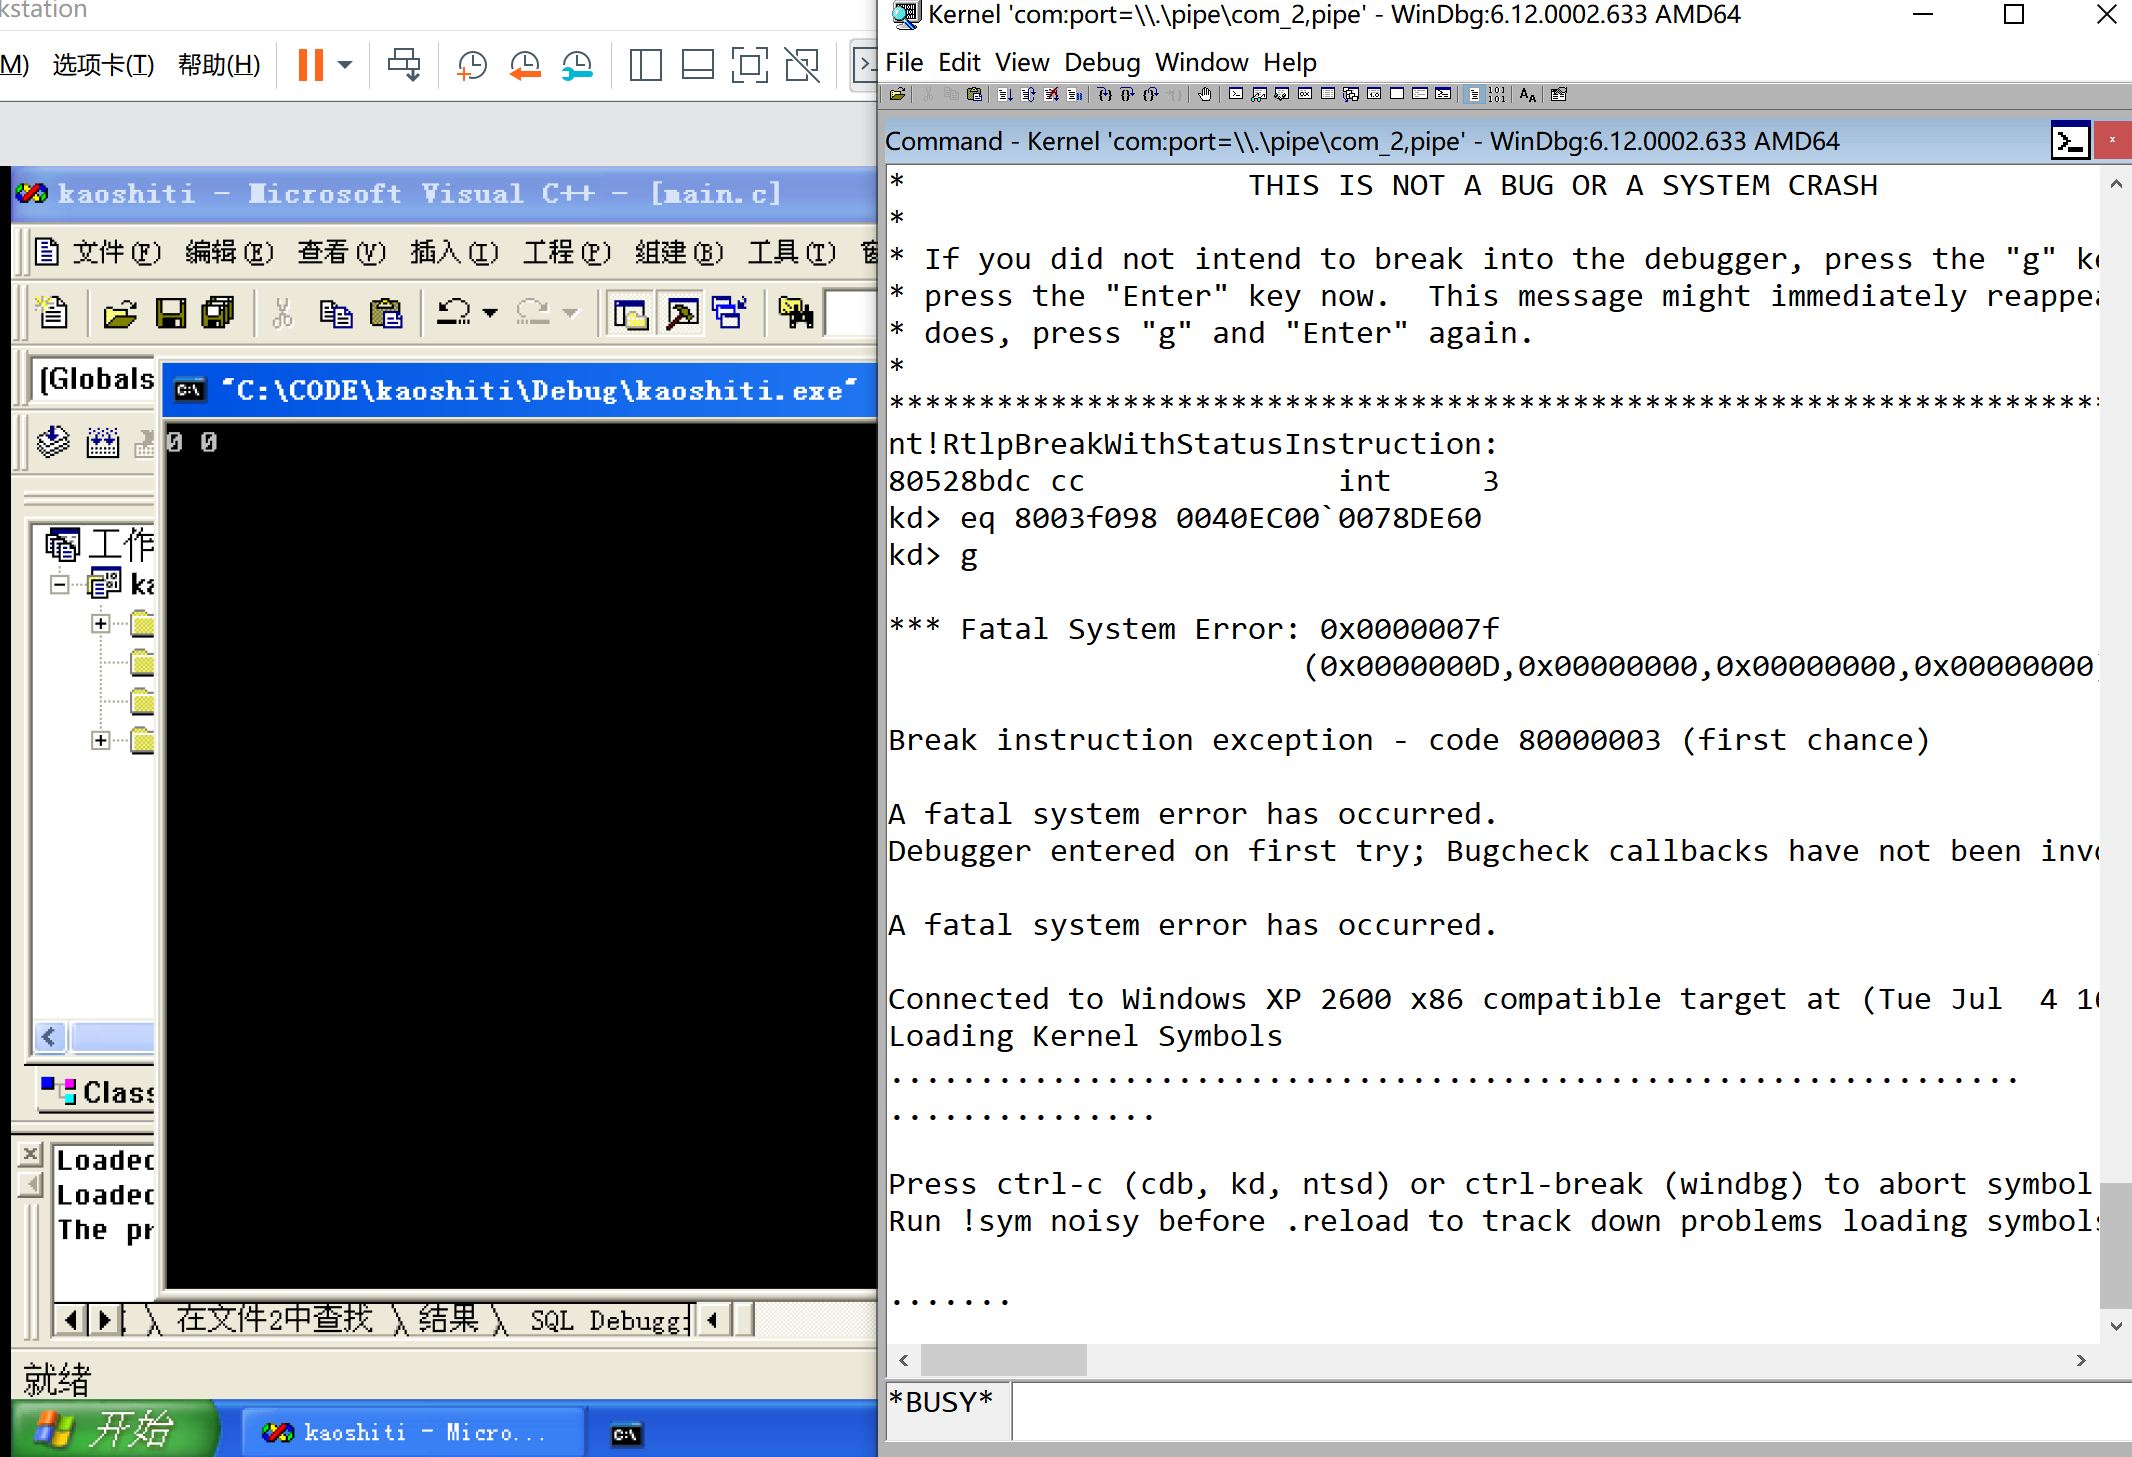 kstation
M) 选项卡(T) 帮助(H)
kaoshiti - Microsoft Visual C++ - [main.c]
文件(F) 编辑(E) 查看(V) 插入(I) 工程(P) 组建(B) 工具(T)
(Globals
"C:\CODE\kaoshiti\Debug\kaoshiti.exe"
0 0
工作
ka
Class
Loaded
Loaded
The pr
在文件2中查找 结果 SQL Debugg
就绪
开始 kaoshiti - Micro...
Kernel 'com:port=\\.\pipe\com_2,pipe' - WinDbg:6.12.0002.633 AMD64
File Edit View Debug Window Help
Command - Kernel 'com:port=\\.\pipe\com_2,pipe' - WinDbg:6.12.0002.633 AMD64
* THIS IS NOT A BUG OR A SYSTEM CRASH
*
* If you did not intend to break into the debugger, press the "g" ke
* press the "Enter" key now. This message might immediately reappea
* does, press "g" and "Enter" again.
*
*******************************************************************
nt!RtlpBreakWithStatusInstruction:
80528bdc cc int 3
kd> eq 8003f098 0040EC00`0078DE60
kd> g
*** Fatal System Error: 0x0000007f
(0x0000000D,0x00000000,0x00000000,0x00000000)
Break instruction exception - code 80000003 (first chance)
A fatal system error has occurred.
Debugger entered on first try; Bugcheck callbacks have not been invo
A fatal system error has occurred.
Connected to Windows XP 2600 x86 compatible target at (Tue Jul 4 16
Loading Kernel Symbols
...............................................................
...............
Press ctrl-c (cdb, kd, ntsd) or ctrl-break (windbg) to abort symbol
Run !sym noisy before .reload to track down problems loading symbols
.......
*BUSY*